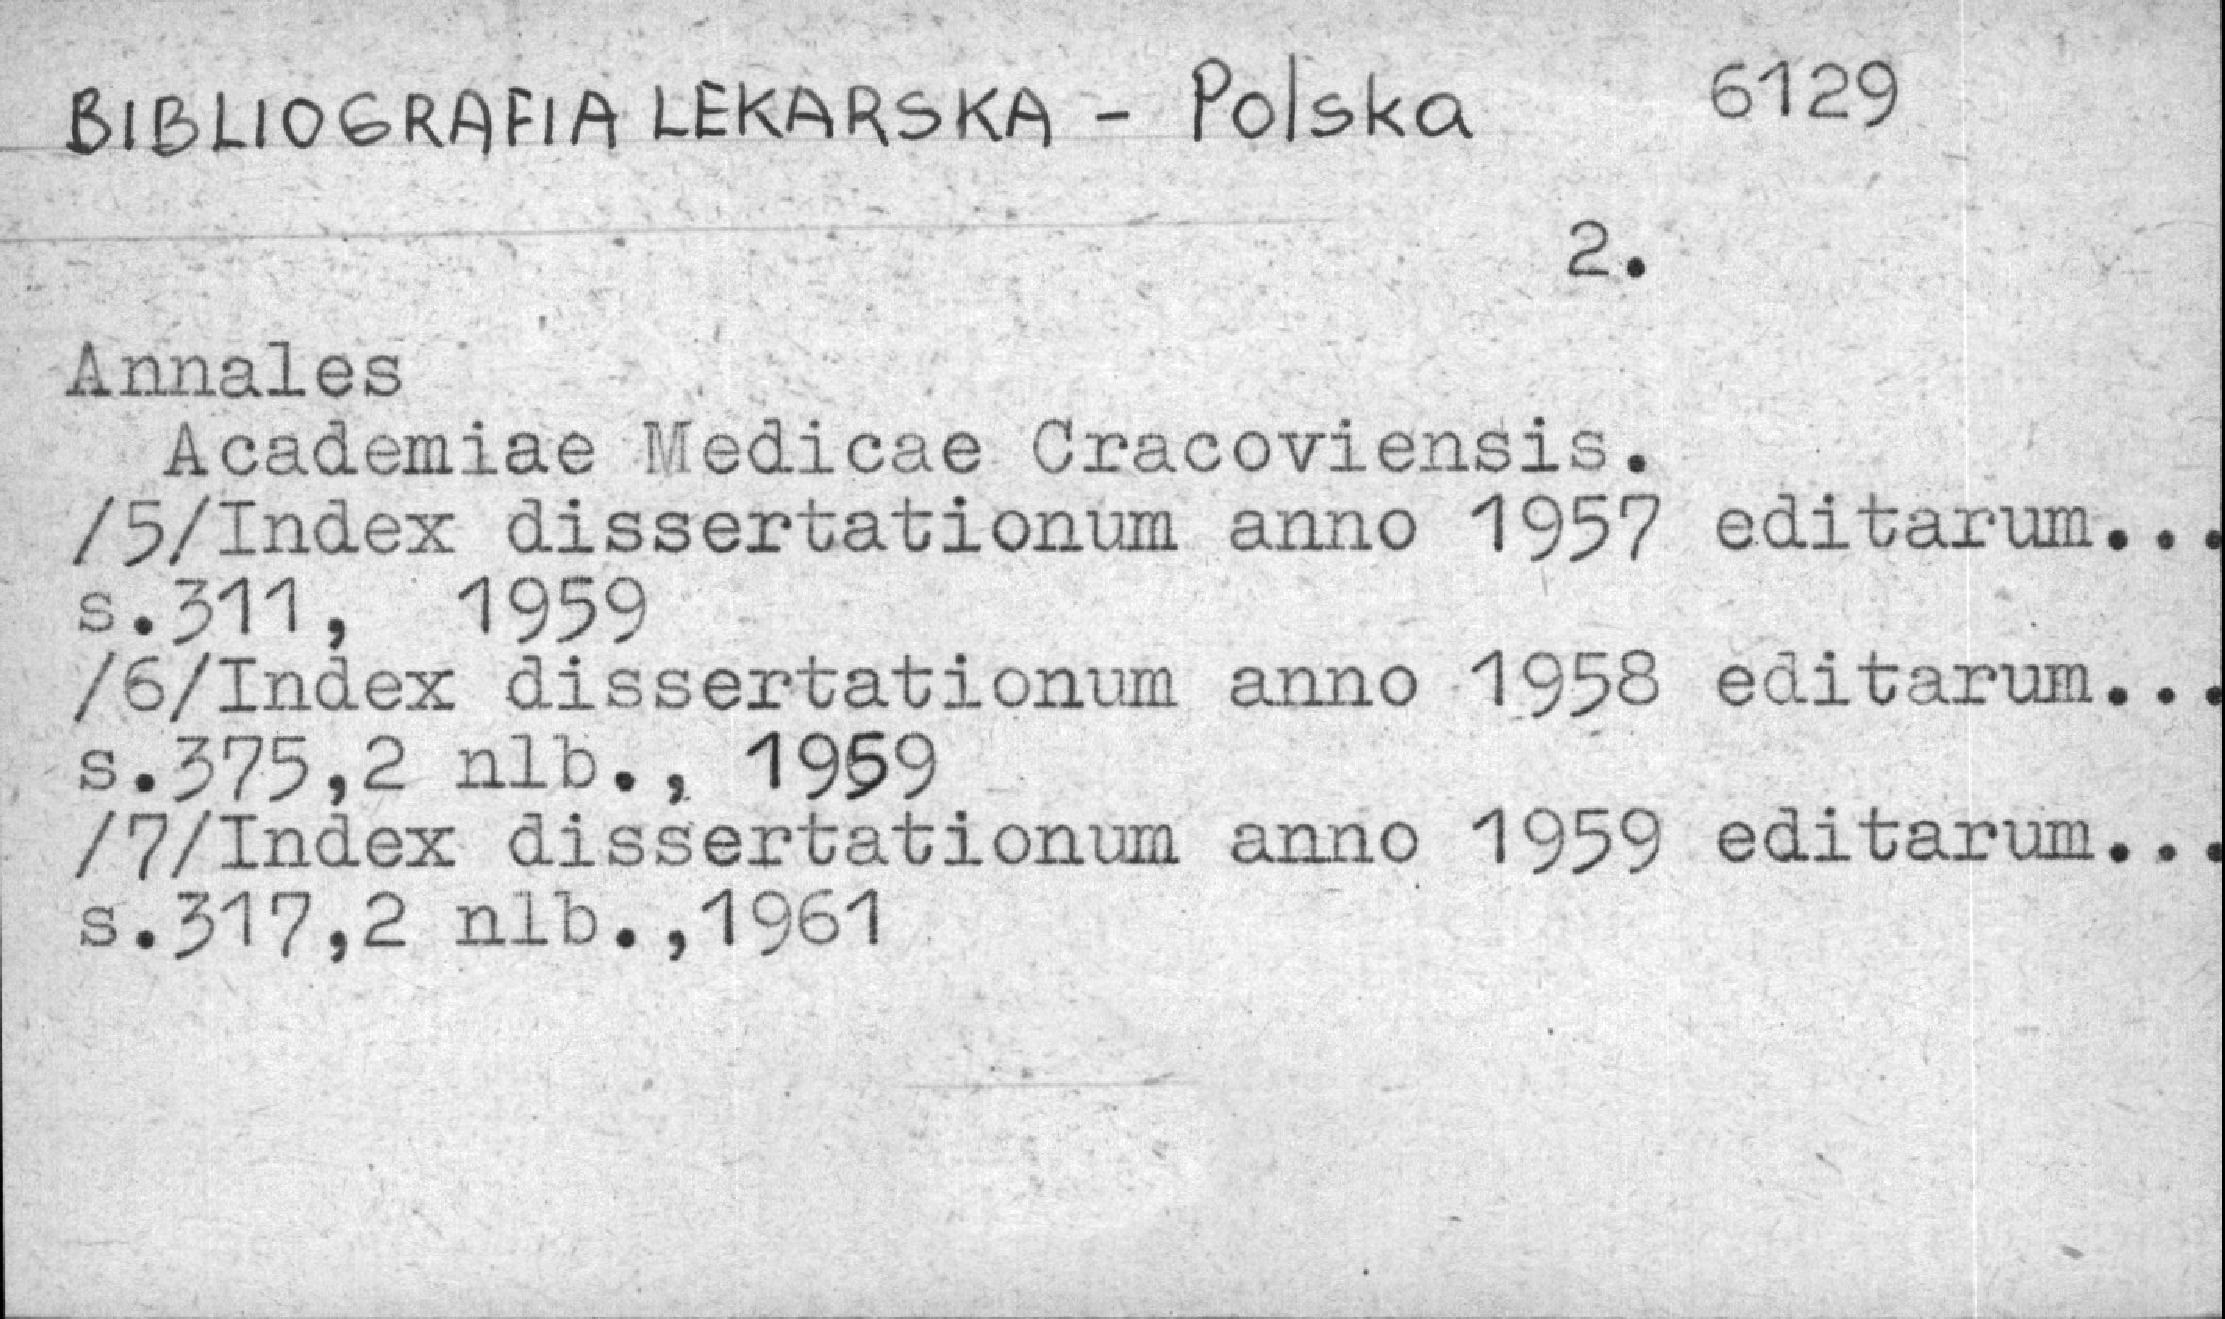 BIBLIOGRAFIA LEKARSKA - Polska 6129
2.
Annales
Academiae Medicae Cracoviensis.
/5/Index dissertationum anno 1957 editarum...
s.311, 1959
/6/Index dissertationum anno 1958 editarum...
s.375,2 nlb., 1959
/7/Index dissertationum anno 1959 editarum...
s.317,2 nlb.,1961